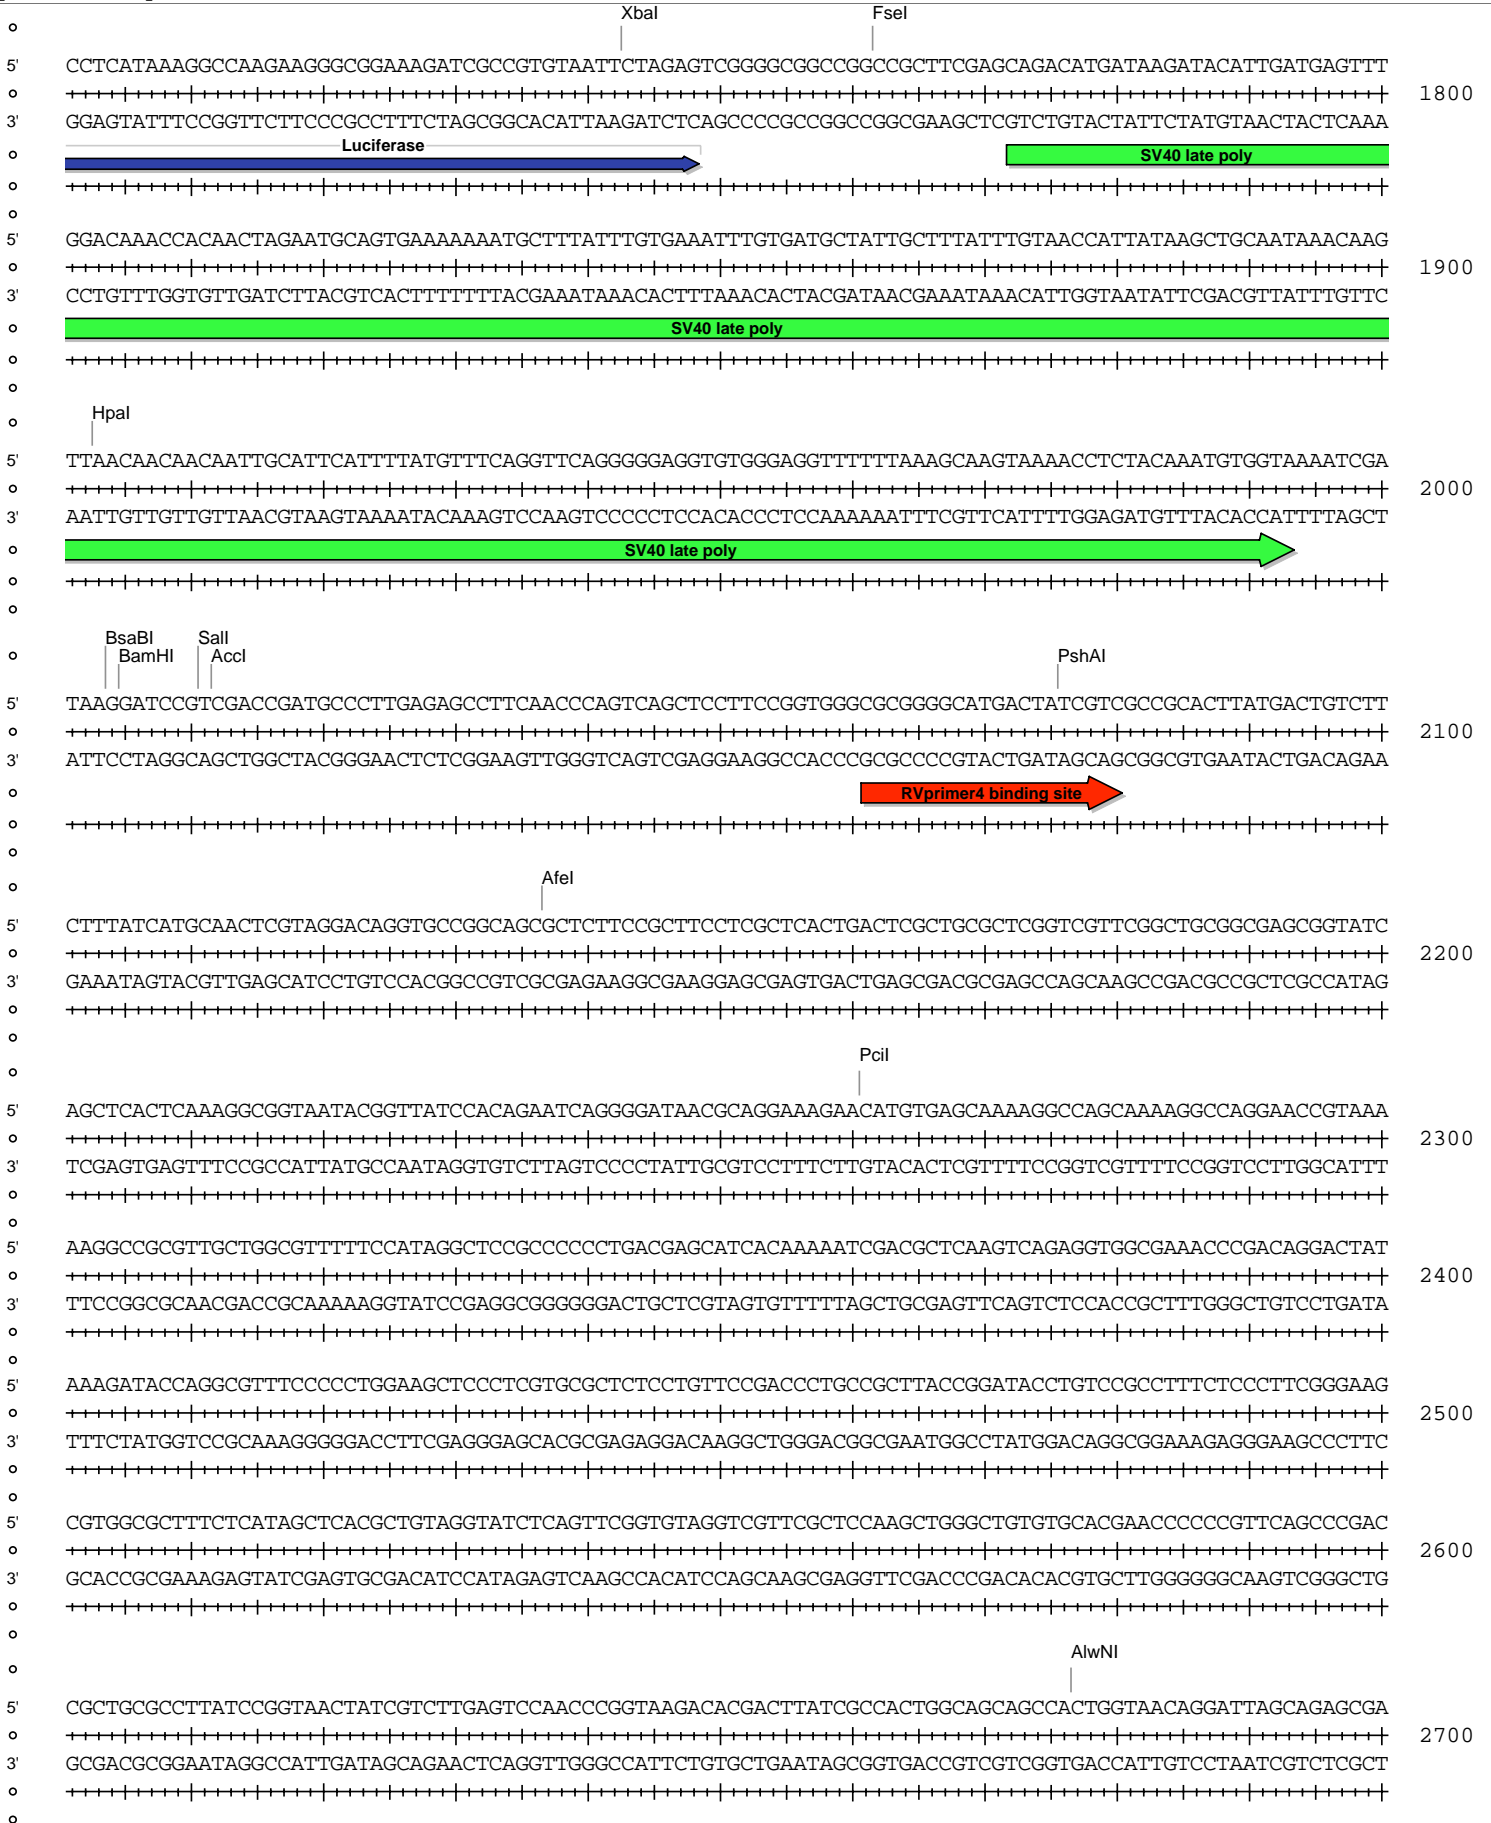 XbaI FseI
5' CCTCATAAAGGCCAAGAAGGGCGGAAAGATCGCCGTGTAATTCTAGAGTCGGGGCGGCCGGCCGCTTCGAGCAGACATGATAAGATACATTGATGAGTTT
1800
3' GGAGTATTTCCGGTTCTTCCCGCCTTTCTAGCGGCACATTAAGATCTCAGCCCCGCCGGCCGGCGAAGCTCGTCTGTACTATTCTATGTAACTACTCAAA
Luciferase SV40 late poly
5' GGACAAACCACAACTAGAATGCAGTGAAAAAAATGCTTTATTTGTGAAATTTGTGATGCTATTGCTTTATTTGTAACCATTATAAGCTGCAATAAACAAG
1900
3' CCTGTTTGGTGTTGATCTTACGTCACTTTTTTTACGAAATAAACACTTTAAACACTACGATAACGAAATAAACATTGGTAATATTCGACGTTATTTGTTC
SV40 late poly
HpaI
5' TTAACAACAACAATTGCATTCATTTTATGTTTCAGGTTCAGGGGGAGGTGTGGGAGGTTTTTTAAAGCAAGTAAAACCTCTACAAATGTGGTAAAATCGA
2000
3' AATTGTTGTTGTTAACGTAAGTAAAATACAAAGTCCAAGTCCCCCTCCACACCCTCCAAAAAATTTCGTTCATTTTGGAGATGTTTACACCATTTTAGCT
SV40 late poly
BsaBI SalI
BamHI AccI PshAI
5' TAAGGATCCGTCGACCGATGCCCTTGAGAGCCTTCAACCCAGTCAGCTCCTTCCGGTGGGCGCGGGGCATGACTATCGTCGCCGCACTTATGACTGTCTT
2100
3' ATTCCTAGGCAGCTGGCTACGGGAACTCTCGGAAGTTGGGTCAGTCGAGGAAGGCCACCCGCGCCCCGTACTGATAGCAGCGGCGTGAATACTGACAGAA
RVprimer4 binding site
AfeI
5' CTTTATCATGCAACTCGTAGGACAGGTGCCGGCAGCGCTCTTCCGCTTCCTCGCTCACTGACTCGCTGCGCTCGGTCGTTCGGCTGCGGCGAGCGGTATC
2200
3' GAAATAGTACGTTGAGCATCCTGTCCACGGCCGTCGCGAGAAGGCGAAGGAGCGAGTGACTGAGCGACGCGAGCCAGCAAGCCGACGCCGCTCGCCATAG
PciI
5' AGCTCACTCAAAGGCGGTAATACGGTTATCCACAGAATCAGGGGATAACGCAGGAAAGAACATGTGAGCAAAAGGCCAGCAAAAGGCCAGGAACCGTAAA
2300
3' TCGAGTGAGTTTCCGCCATTATGCCAATAGGTGTCTTAGTCCCCTATTGCGTCCTTTCTTGTACACTCGTTTTCCGGTCGTTTTCCGGTCCTTGGCATTT
5' AAGGCCGCGTTGCTGGCGTTTTTCCATAGGCTCCGCCCCCCTGACGAGCATCACAAAAATCGACGCTCAAGTCAGAGGTGGCGAAACCCGACAGGACTAT
2400
3' TTCCGGCGCAACGACCGCAAAAAGGTATCCGAGGCGGGGGGACTGCTCGTAGTGTTTTTAGCTGCGAGTTCAGTCTCCACCGCTTTGGGCTGTCCTGATA
5' AAAGATACCAGGCGTTTCCCCCTGGAAGCTCCCTCGTGCGCTCTCCTGTTCCGACCCTGCCGCTTACCGGATACCTGTCCGCCTTTCTCCCTTCGGGAAG
2500
3' TTTCTATGGTCCGCAAAGGGGGACCTTCGAGGGAGCACGCGAGAGGACAAGGCTGGGACGGCGAATGGCCTATGGACAGGCGGAAAGAGGGAAGCCCTTC
5' CGTGGCGCTTTCTCATAGCTCACGCTGTAGGTATCTCAGTTCGGTGTAGGTCGTTCGCTCCAAGCTGGGCTGTGTGCACGAACCCCCCGTTCAGCCCGAC
2600
3' GCACCGCGAAAGAGTATCGAGTGCGACATCCATAGAGTCAAGCCACATCCAGCAAGCGAGGTTCGACCCGACACACGTGCTTGGGGGGCAAGTCGGGCTG
AlwNI
5' CGCTGCGCCTTATCCGGTAACTATCGTCTTGAGTCCAACCCGGTAAGACACGACTTATCGCCACTGGCAGCAGCCACTGGTAACAGGATTAGCAGAGCGA
2700
3' GCGACGCGGAATAGGCCATTGATAGCAGAACTCAGGTTGGGCCATTCTGTGCTGAATAGCGGTGACCGTCGTCGGTGACCATTGTCCTAATCGTCTCGCT